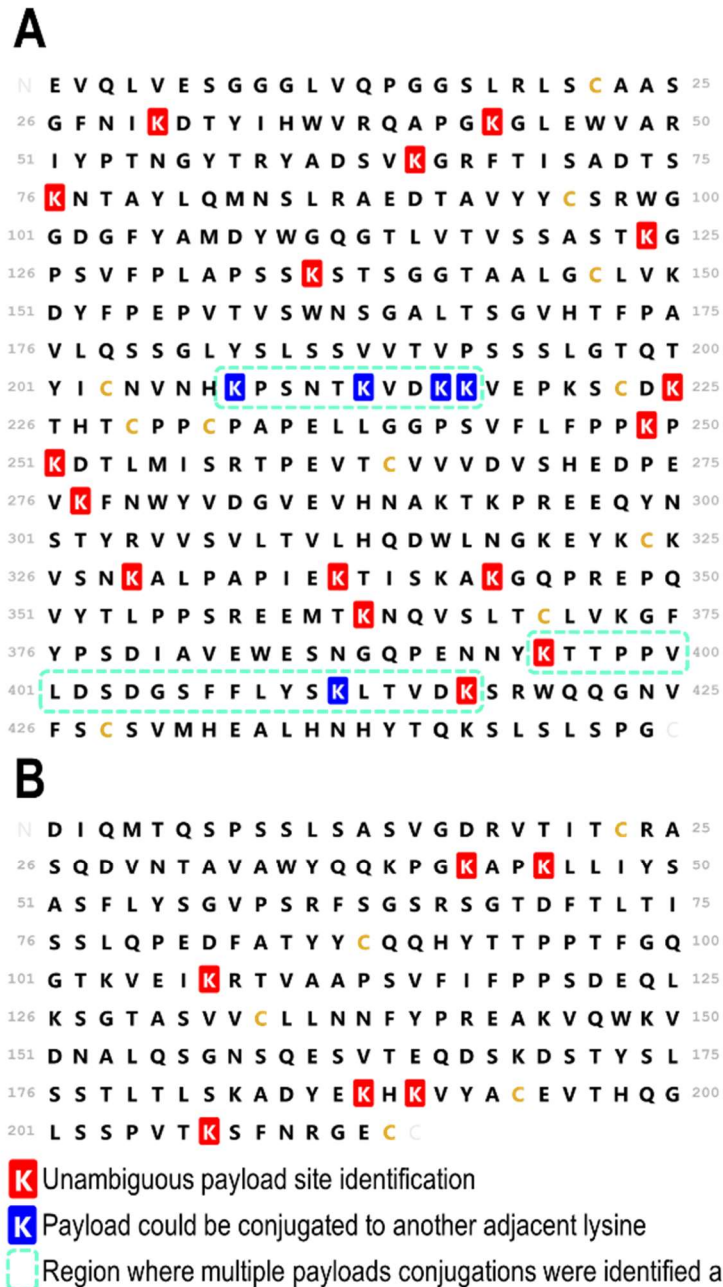 A
N E V Q L V E S G G G L V Q P G G S L R L S C A A S 25
26 G F N I K D T Y I H W V R Q A P G K G L E W V A R 50
51 I Y P T N G Y T R Y A D S V K G R F T I S A D T S 75
76 K N T A Y L Q M N S L R A E D T A V Y Y C S R W G 100
101 G D G F Y A M D Y W G Q G T L V T V S S A S T K G 125
126 P S V F P L A P S S K S T S G G T A A L G C L V K 150
151 D Y F P E P V T V S W N S G A L T S G V H T F P A 175
176 V L Q S S G L Y S L S S V V T V P S S S L G T Q T 200
201 Y I C N V N H K P S N T K V D K K V E P K S C D K 225
226 T H T C P P C P A P E L L G G P S V F L F P P K P 250
251 K D T L M I S R T P E V T C V V V D V S H E D P E 275
276 V K F N W Y V D G V E V H N A K T K P R E E Q Y N 300
301 S T Y R V V S V L T V L H Q D W L N G K E Y K C K 325
326 V S N K A L P A P I E K T I S K A K G Q P R E P Q 350
351 V Y T L P P S R E E M T K N Q V S L T C L V K G F 375
376 Y P S D I A V E W E S N G Q P E N N Y K T T P P V 400
401 L D S D G S F F L Y S K L T V D K S R W Q Q G N V 425
426 F S C S V M H E A L H N H Y T Q K S L S L S P G C
B
N D I Q M T Q S P S S L S A S V G D R V T I T C R A 25
26 S Q D V N T A V A W Y Q Q K P G K A P K L L I Y S 50
51 A S F L Y S G V P S R F S G S R S G T D F T L T I 75
76 S S L Q P E D F A T Y Y C Q Q H Y T T P P T F G Q 100
101 G T K V E I K R T V A A P S V F I F P P S D E Q L 125
126 K S G T A S V V C L L N N F Y P R E A K V Q W K V 150
151 D N A L Q S G N S Q E S V T E Q D S K D S T Y S L 175
176 S S T L T L S K A D Y E K H K V Y A C E V T H Q G 200
201 L S S P V T K S F N R G E C C
K Unambiguous payload site identification
K Payload could be conjugated to another adjacent lysine
Region where multiple payloads conjugations were identified a